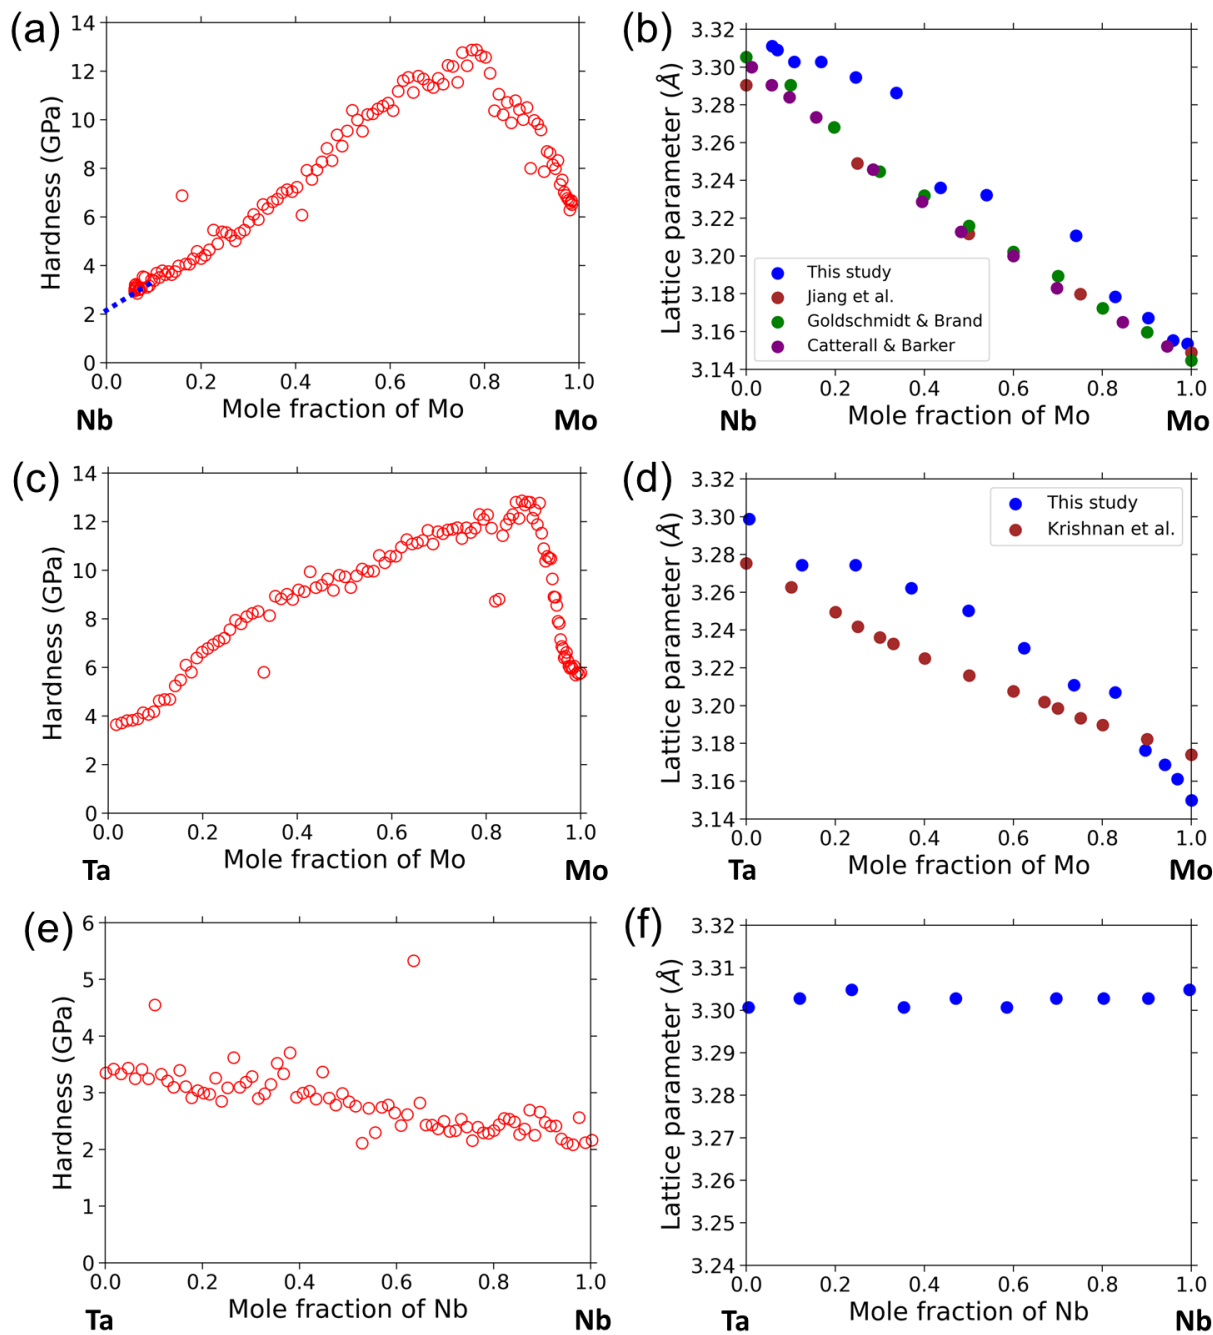 (a)
14
12
10
8
6
4
2
0
Hardness (GPa)
0.0 0.2 0.4 0.6 0.8 1.0
Mole fraction of Mo
Nb Mo
(b)
3.32
3.30
3.28
3.26
3.24
3.22
3.20
3.18
3.16
3.14
Lattice parameter (Å)
This study
Jiang et al.
Goldschmidt & Brand
Catterall & Barker
0.0 0.2 0.4 0.6 0.8 1.0
Mole fraction of Mo
Nb Mo
(c)
14
12
10
8
6
4
2
0
Hardness (GPa)
0.0 0.2 0.4 0.6 0.8 1.0
Mole fraction of Mo
Ta Mo
(d)
3.32
3.30
3.28
3.26
3.24
3.22
3.20
3.18
3.16
3.14
Lattice parameter (Å)
This study
Krishnan et al.
0.0 0.2 0.4 0.6 0.8 1.0
Mole fraction of Mo
Ta Mo
(e)
6
5
4
3
2
1
0
Hardness (GPa)
0.0 0.2 0.4 0.6 0.8 1.0
Mole fraction of Nb
Ta Nb
(f)
3.32
3.31
3.30
3.29
3.28
3.27
3.26
3.25
3.24
Lattice parameter (Å)
0.0 0.2 0.4 0.6 0.8 1.0
Mole fraction of Nb
Ta Nb